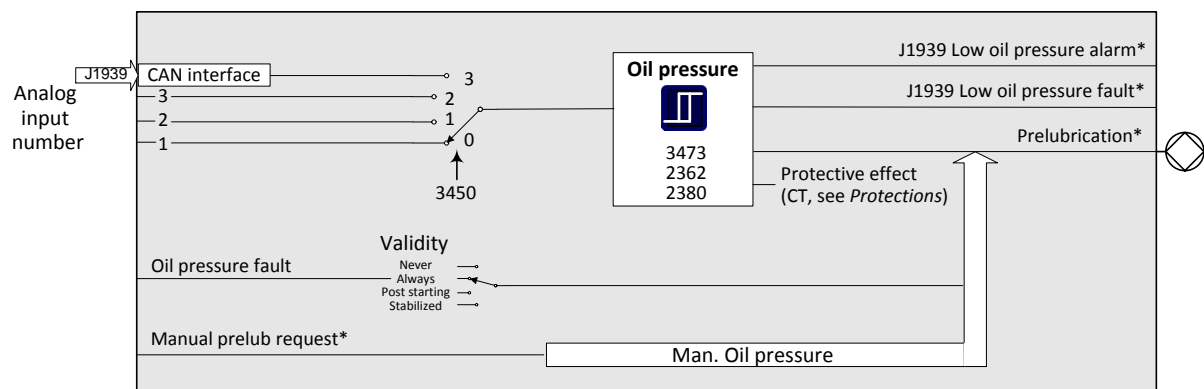 J1939 Low oil pressure alarm*
J1939
CAN interface
3
Oil pressure
Analog
input
number
3
2
1
2
1
0
J1939 Low oil pressure fault*
Prelubrication*
3450
3473
2362
2380
Protective effect
(CT, see Protections)
Validity
Oil pressure fault
Never
Always
Post starting
Stabilized
Manual prelub request*
Man. Oil pressure